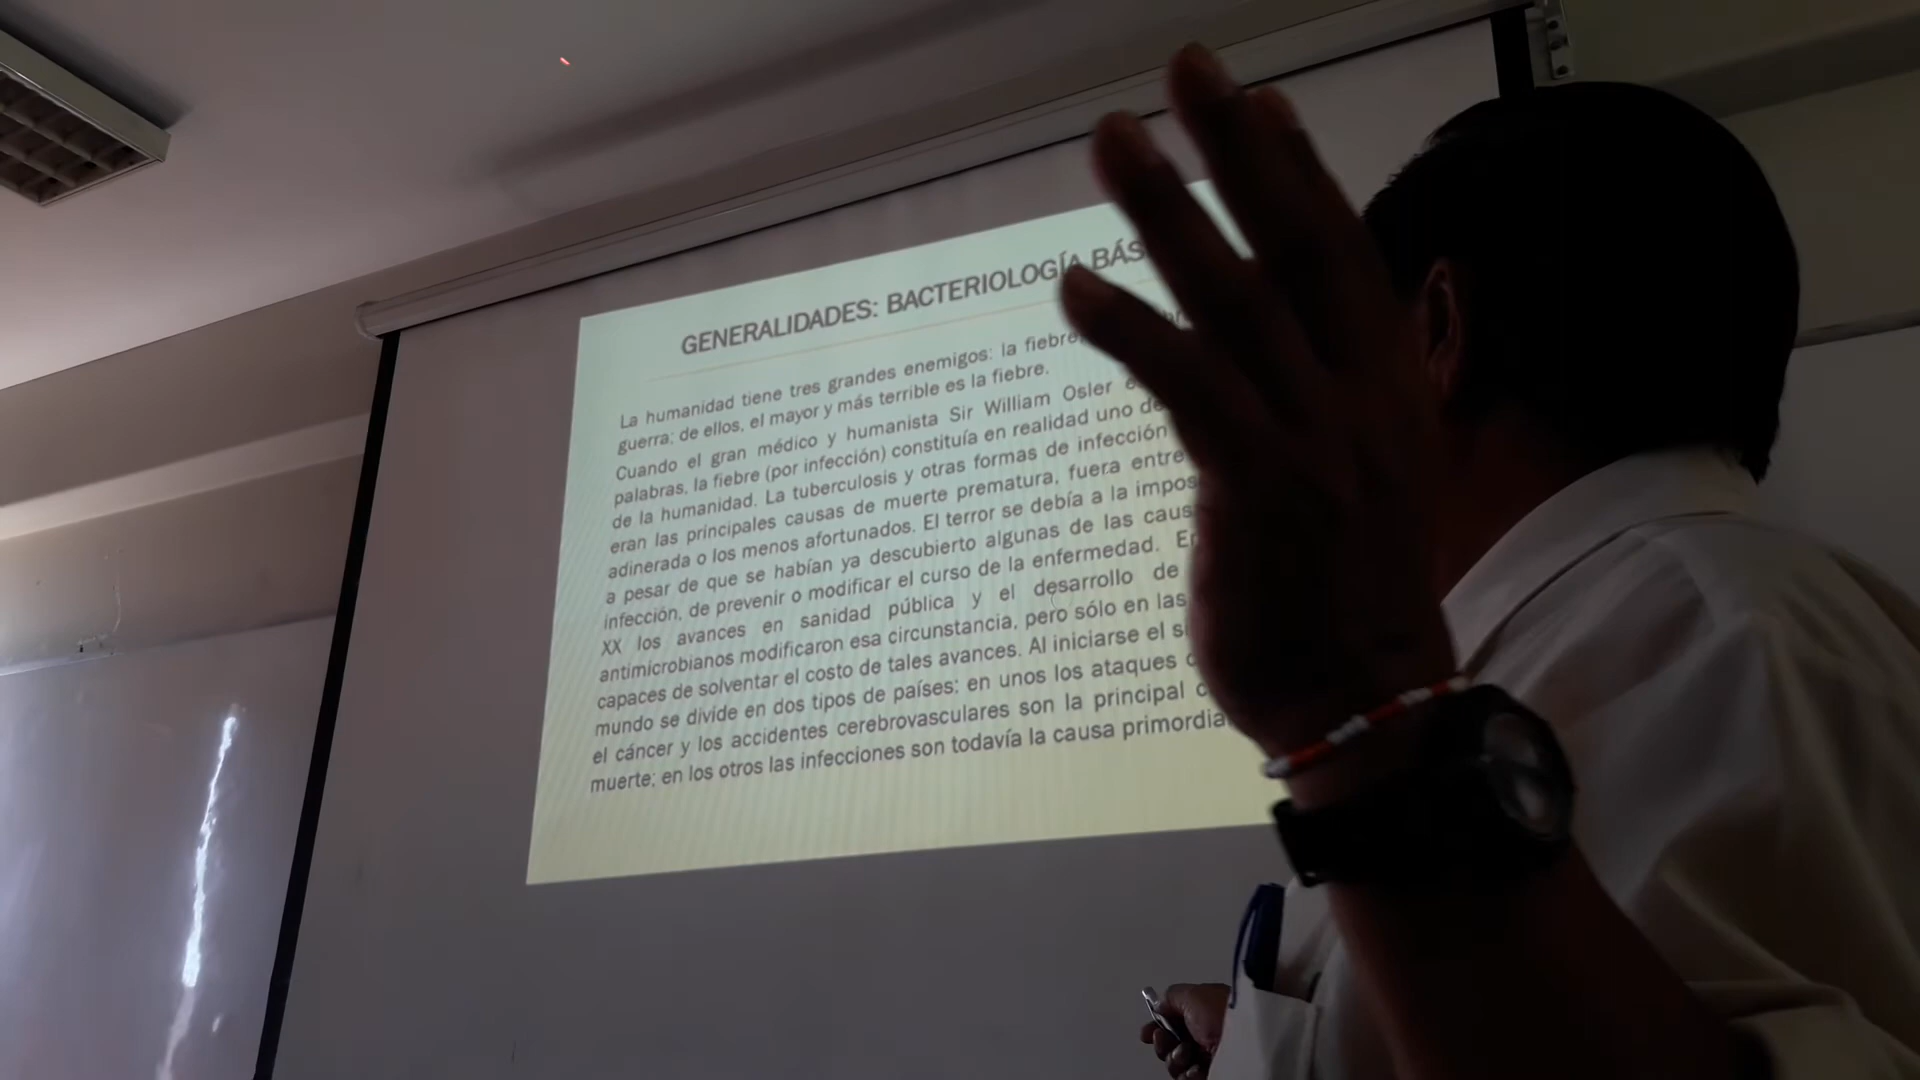 GENERALIDADES: BACTERIOLOGÍA
La humanidad tiene tres grandes enemigos: la fiebre
guerra; de ellos, el mayor y más terrible es la fiebre.
Cuando el gran médico y humanista Sir William Osler
palabras, la fiebre (por infección) constituía en realidad uno
de la humanidad. La tuberculosis y otras formas de infección
eran las principales causas de muerte prematura, fuera entre
adinerada o los menos afortunados. El terror se debía a la
a pesar de que se habían ya descubierto algunas de las
infección, de prevenir o modificar el curso de la enfermedad.
XX los avances en sanidad pública y el desarrollo de
antimicrobianos modificaron esa circunstancia, pero sólo en las
capaces de solventar el costo de tales avances. Al iniciarse el
mundo se divide en dos tipos de países: en unos los ataques
el cáncer y los accidentes cerebrovasculares son la principal
muerte; en los otros las infecciones son todavía la causa